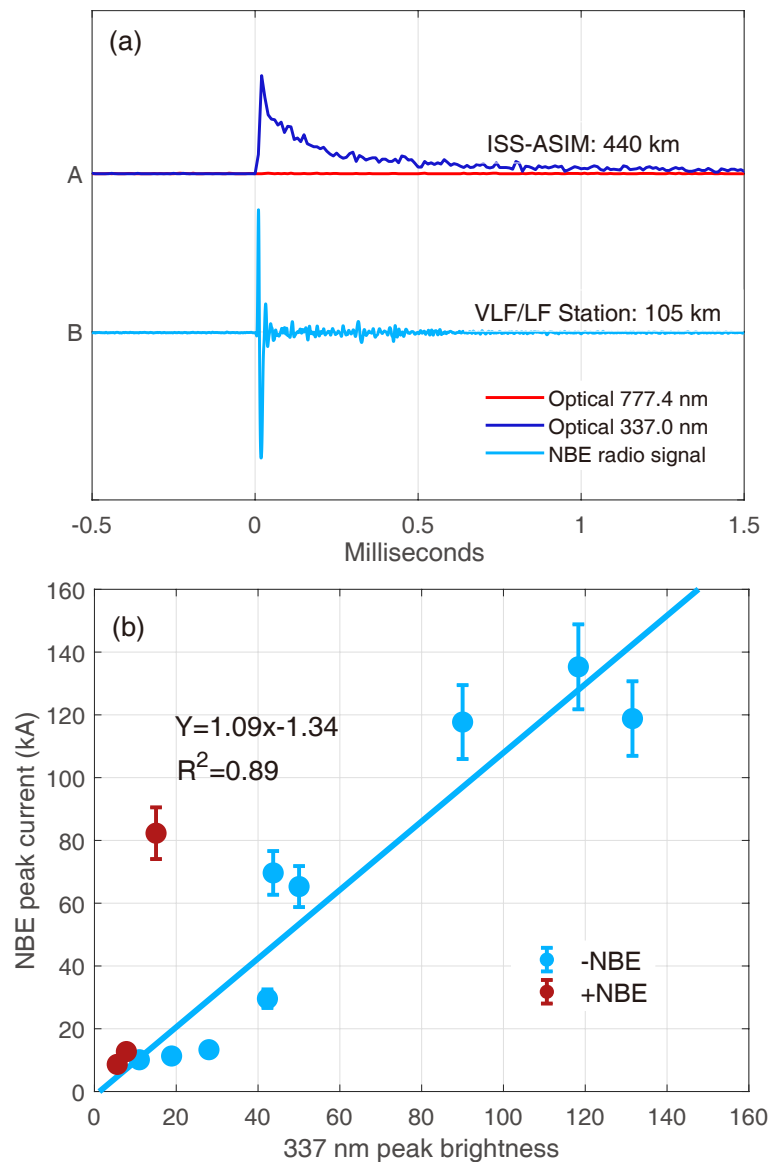 (a)
ISS-ASIM: 440 km
A
VLF/LF Station: 105 km
B
Optical 777.4 nm
Optical 337.0 nm
NBE radio signal
-0.5 0 0.5 1 1.5
Milliseconds
(b)
160
140
120
100
80
60
40
20
0
NBE peak current (kA)
Y=1.09x-1.34
R²=0.89
-NBE
+NBE
0 20 40 60 80 100 120 140 160
337 nm peak brightness